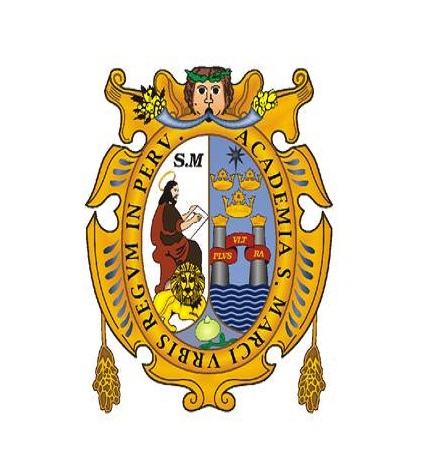 ACADEMIA S. MARCI VRBIS REGVM IN PERV.
S.M
PLVS VLT RA